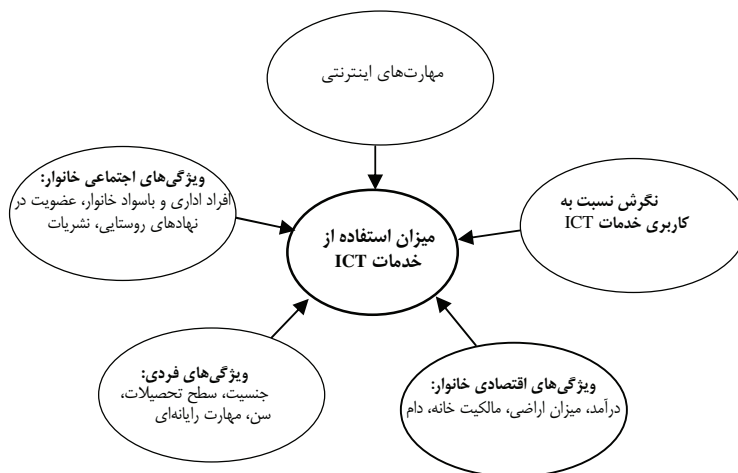 مهارت‌های اینترنتی
ویژگی‌های اجتماعی خانوار:
افراد اداری و باسواد خانوار، عضویت در
نهادهای روستایی، نشریات
نگرش نسبت به
کاربری خدمات ICT
میزان استفاده از
خدمات ICT
ویژگی‌های فردی:
جنسیت، سطح تحصیلات،
سن، مهارت رایانه‌ای
ویژگی‌های اقتصادی خانوار:
درآمد، میزان اراضی، مالکیت خانه، دام